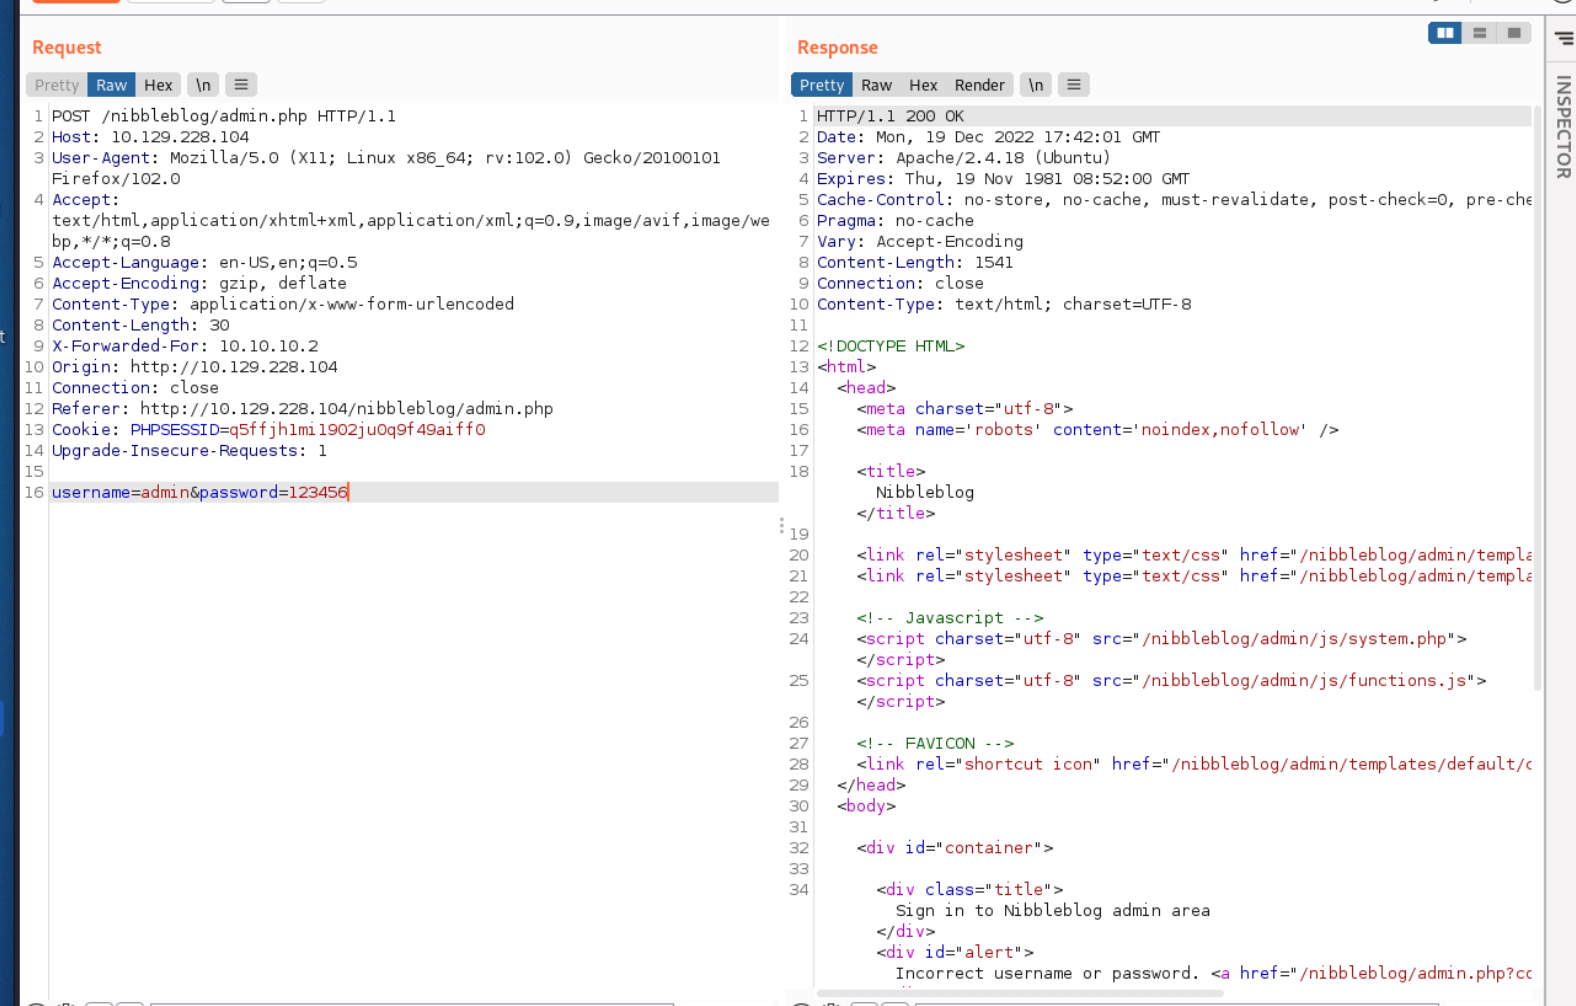 Request
Pretty Raw Hex \n
1 POST /nibbleblog/admin.php HTTP/1.1
2 Host: 10.129.228.104
3 User-Agent: Mozilla/5.0 (X11; Linux x86_64; rv:102.0) Gecko/20100101
Firefox/102.0
4 Accept:
text/html,application/xhtml+xml,application/xml;q=0.9,image/avif,image/we
bp,*/*;q=0.8
5 Accept-Language: en-US,en;q=0.5
6 Accept-Encoding: gzip, deflate
7 Content-Type: application/x-www-form-urlencoded
8 Content-Length: 30
9 X-Forwarded-For: 10.10.10.2
10 Origin: http://10.129.228.104
11 Connection: close
12 Referer: http://10.129.228.104/nibbleblog/admin.php
13 Cookie: PHPSESSID=q5ffjh1mi1902ju0q9f49aiff0
14 Upgrade-Insecure-Requests: 1
15
16 username=admin&password=123456
Response
Pretty Raw Hex Render \n
1 HTTP/1.1 200 OK
2 Date: Mon, 19 Dec 2022 17:42:01 GMT
3 Server: Apache/2.4.18 (Ubuntu)
4 Expires: Thu, 19 Nov 1981 08:52:00 GMT
5 Cache-Control: no-store, no-cache, must-revalidate, post-check=0, pre-che
6 Pragma: no-cache
7 Vary: Accept-Encoding
8 Content-Length: 1541
9 Connection: close
10 Content-Type: text/html; charset=UTF-8
11
12 <!DOCTYPE HTML>
13 <html>
14 <head>
15 <meta charset="utf-8">
16 <meta name='robots' content='noindex,nofollow' />
17
18 <title>
Nibbleblog
</title>
19
20 <link rel="stylesheet" type="text/css" href="/nibbleblog/admin/templa
21 <link rel="stylesheet" type="text/css" href="/nibbleblog/admin/templa
22
23 <!-- Javascript -->
24 <script charset="utf-8" src="/nibbleblog/admin/js/system.php">
</script>
25 <script charset="utf-8" src="/nibbleblog/admin/js/functions.js">
</script>
26
27 <!-- FAVICON -->
28 <link rel="shortcut icon" href="/nibbleblog/admin/templates/default/c
29 </head>
30 <body>
31
32 <div id="container">
33
34 <div class="title">
Sign in to Nibbleblog admin area
</div>
<div id="alert">
Incorrect username or password. <a href="/nibbleblog/admin.php?cc
INSPECTOR